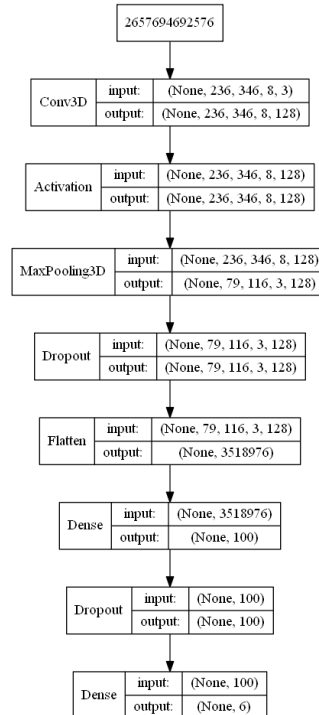 2657694692576
Conv3D
input: (None, 236, 346, 8, 3)
output: (None, 236, 346, 8, 128)
Activation
input: (None, 236, 346, 8, 128)
output: (None, 236, 346, 8, 128)
MaxPooling3D
input: (None, 236, 346, 8, 128)
output: (None, 79, 116, 3, 128)
Dropout
input: (None, 79, 116, 3, 128)
output: (None, 79, 116, 3, 128)
Flatten
input: (None, 79, 116, 3, 128)
output: (None, 3518976)
Dense
input: (None, 3518976)
output: (None, 100)
Dropout
input: (None, 100)
output: (None, 100)
Dense
input: (None, 100)
output: (None, 6)